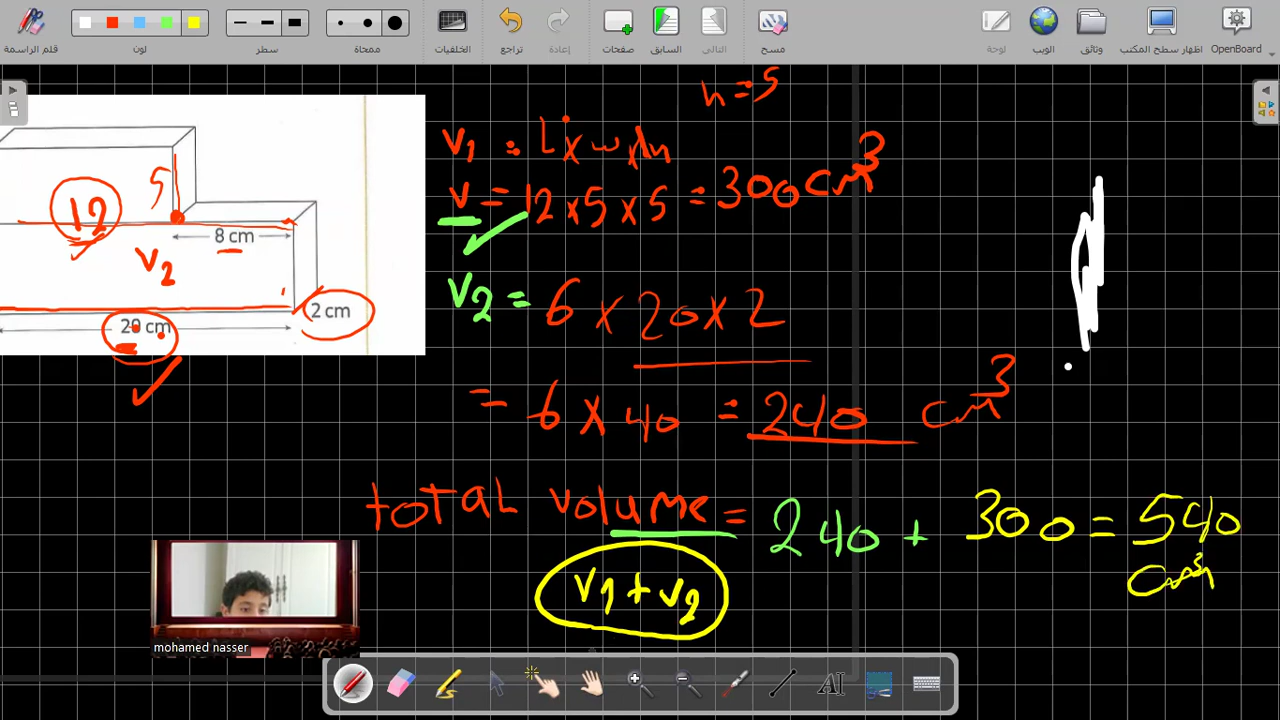 قلم الراسمة
لون
سطر
ممحاة
الخلفيات
تراجع
إعادة
صفحات
السابق
التالى
مسح
لوحة
الويب
وثائق
اظهار سطح المكتب
OpenBoard
h = 5
V1 = L x w x h
V = 12 x 5 x 5 = 300 cm³
V2 = 6 x 20 x 2
= 6 x 40 = 240 cm³
total volume = 240 + 300 = 540
cm³
V1 + V2
5
12
8 cm
V2
20 cm
2 cm
mohamed nasser
AI